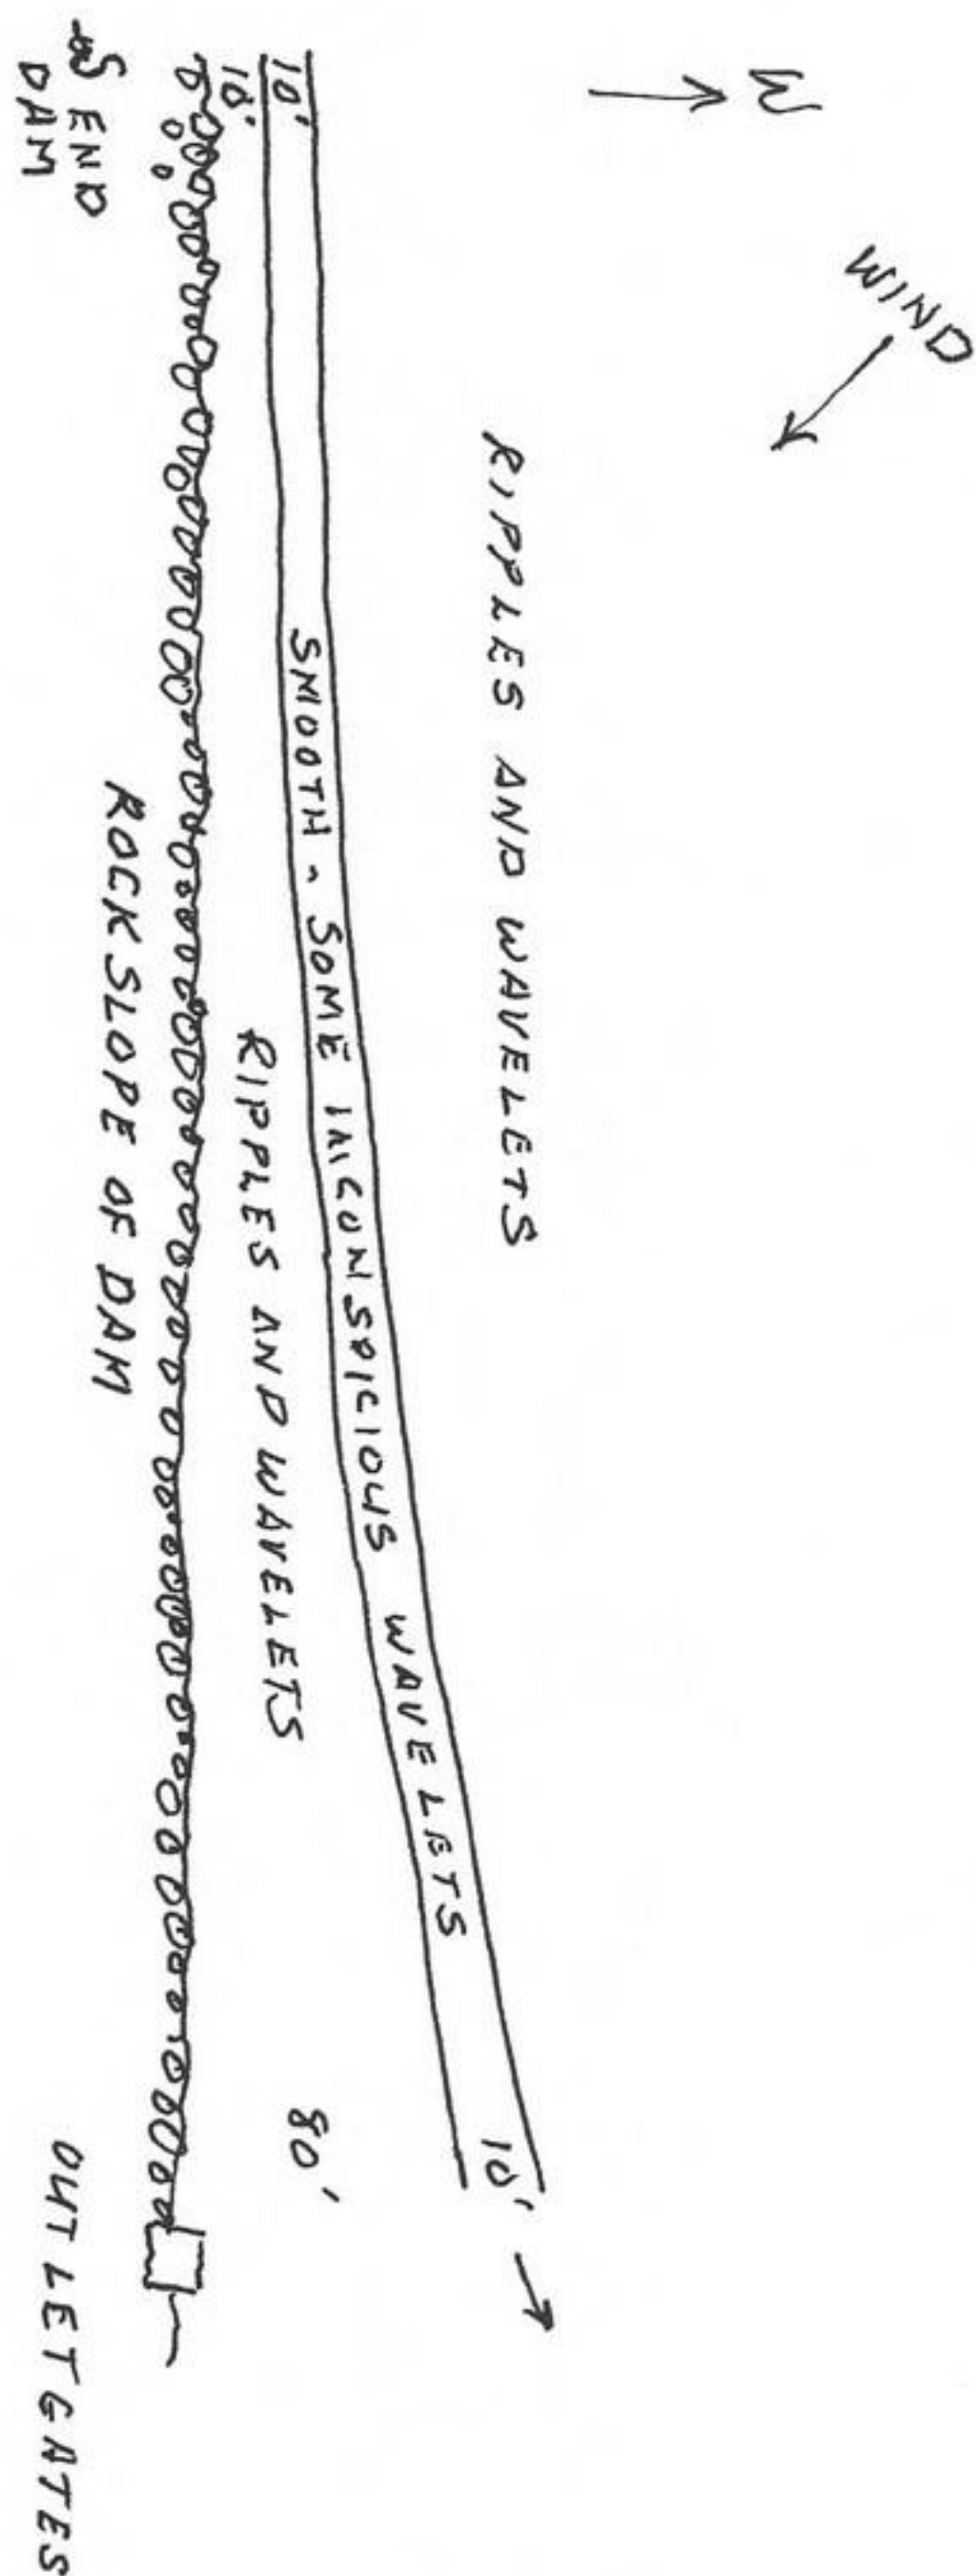 W
WIND
RIPPLES AND WAVELETS
10'
SMOOTH - SOME INCONSPICIOUS WAVELETS
10'
10'
RIPPLES AND WAVELETS
80'
ROCK SLOPE OF DAM
S END
DAM
OUTLET GATES